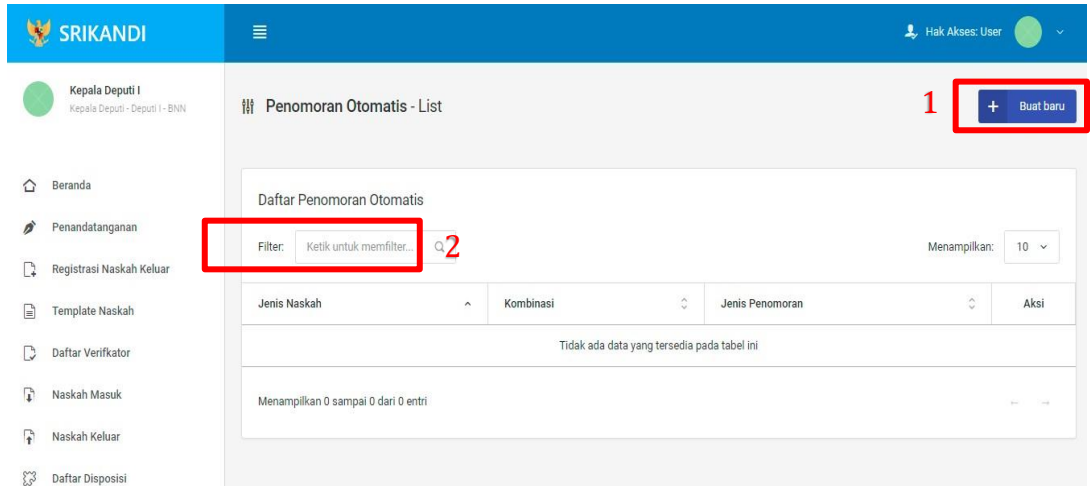 SRIKANDI
Hak Akses: User
Kepala Deputi I
Kepala Deputi - Deputi I - BNN
Penomoran Otomatis - List
1
+ Buat baru
Beranda
Penandatanganan
Registrasi Naskah Keluar
Template Naskah
Daftar Verifkator
Naskah Masuk
Naskah Keluar
Daftar Disposisi
Daftar Penomoran Otomatis
Filter: Ketik untuk memfilter... 2
Menampilkan: 10
Jenis Naskah Kombinasi Jenis Penomoran Aksi
Tidak ada data yang tersedia pada tabel ini
Menampilkan 0 sampai 0 dari 0 entri
← →